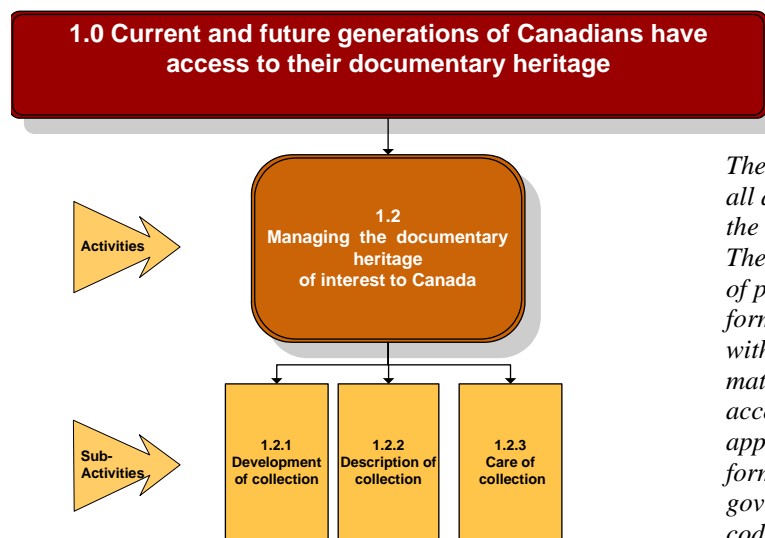 1.0 Current and future generations of Canadians have
access to their documentary heritage
Activities
1.2
Managing the documentary
heritage
of interest to Canada
Sub-
Activities
1.2.1
Development
of collection
1.2.2
Description of
collection
1.2.3
Care of
collection
The
all
the
The
of
form
with
mat
acce
app
form
gov
cod